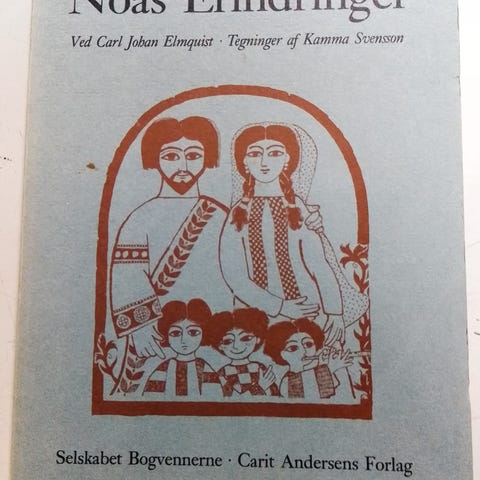 Noas Erindringer
Ved Carl Johan Elmquist · Tegninger af Kamma Svensson
Selskabet Bogvennerne · Carit Andersens Forlag